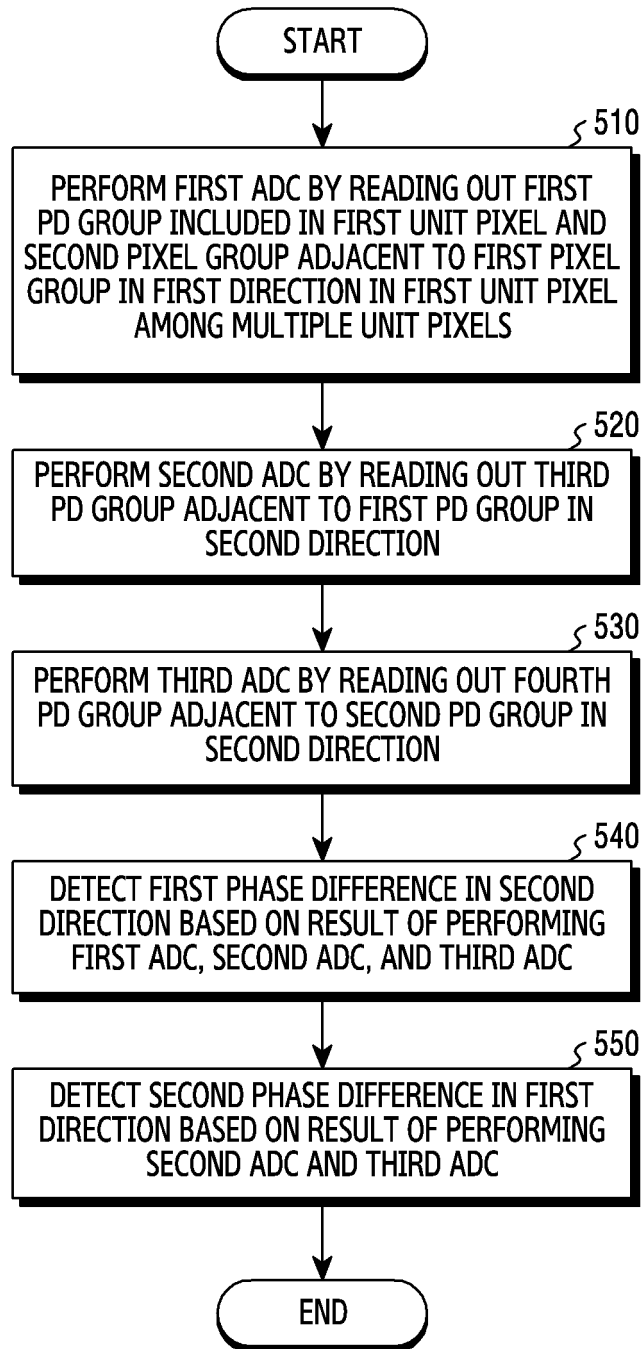 START
510
PERFORM FIRST ADC BY READING OUT FIRST
PD GROUP INCLUDED IN FIRST UNIT PIXEL AND
SECOND PIXEL GROUP ADJACENT TO FIRST PIXEL
GROUP IN FIRST DIRECTION IN FIRST UNIT PIXEL
AMONG MULTIPLE UNIT PIXELS
520
PERFORM SECOND ADC BY READING OUT THIRD
PD GROUP ADJACENT TO FIRST PD GROUP IN
SECOND DIRECTION
530
PERFORM THIRD ADC BY READING OUT FOURTH
PD GROUP ADJACENT TO SECOND PD GROUP IN
SECOND DIRECTION
540
DETECT FIRST PHASE DIFFERENCE IN SECOND
DIRECTION BASED ON RESULT OF PERFORMING
FIRST ADC, SECOND ADC, AND THIRD ADC
550
DETECT SECOND PHASE DIFFERENCE IN FIRST
DIRECTION BASED ON RESULT OF PERFORMING
SECOND ADC AND THIRD ADC
END